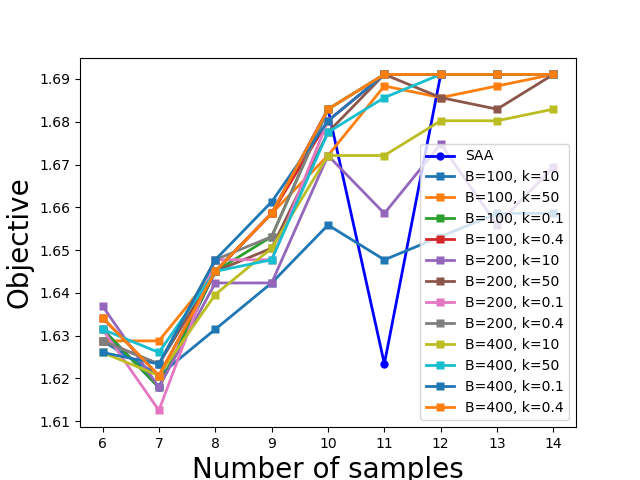 1.69
1.68
1.67
1.66
1.65
1.64
1.63
1.62
1.61
Objective
6 7 8 9 10 11 12 13 14
Number of samples
SAA
B=100, k=10
B=100, k=50
B=100, k=0.1
B=100, k=0.4
B=200, k=10
B=200, k=50
B=200, k=0.1
B=200, k=0.4
B=400, k=10
B=400, k=50
B=400, k=0.1
B=400, k=0.4